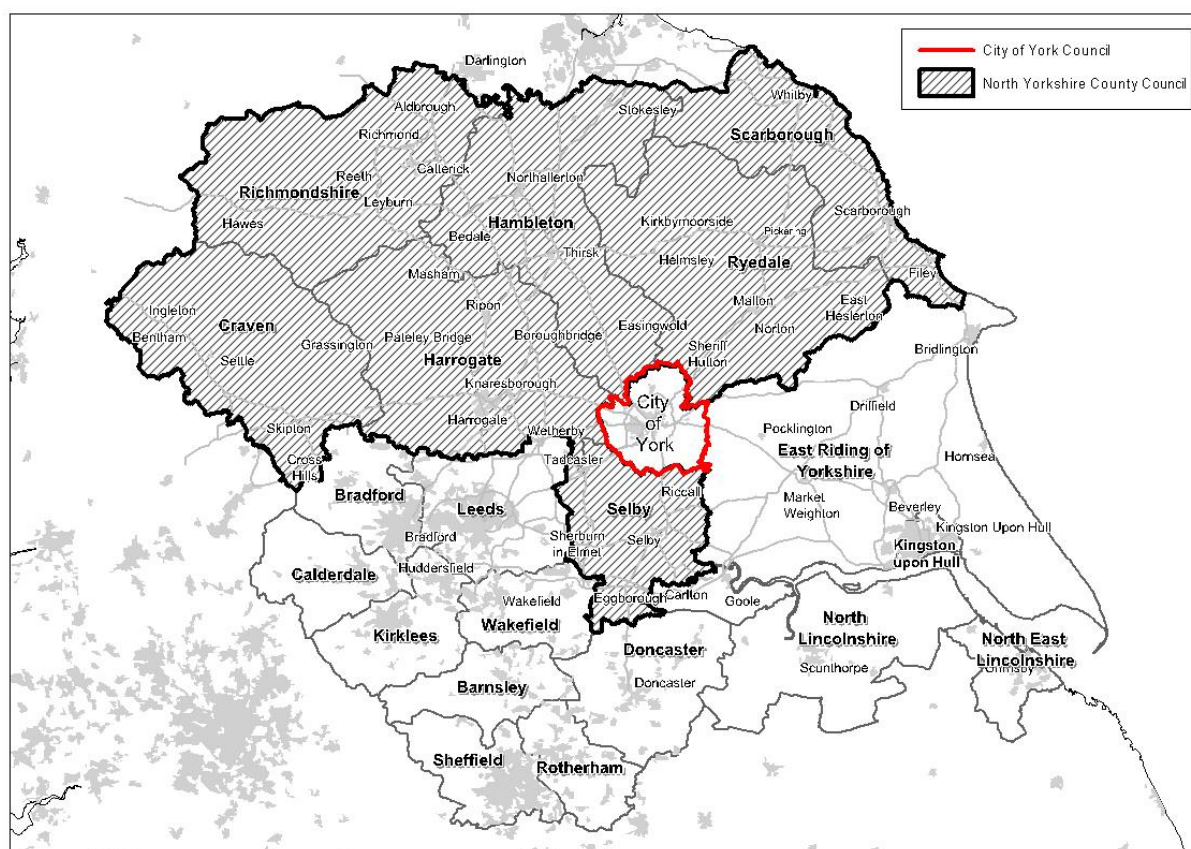 City of York Council
North Yorkshire County Council
Darlington
Aldbrough
Whitby
Stokesley
Richmond
Scarborough
Catterick
Reeth
Northallerton
Richmondshire
Leyburn
Hawes
Hambleton
Kirkbymoorside
Scarborough
Bedale
Pickering
Thirsk
Helmsley
Ryedale
Masham
Filey
Ingleton
Ripon
Malton
East
Heslerton
Craven
Bentham
Grassington
Pateley Bridge
Boroughbridge
Easingwold
Norton
Settle
Harrogate
Sheriff
Hutton
Bridlington
Knaresborough
City
of
York
Harrogate
Driffield
Skipton
Wetherby
Pocklington
Cross
Hills
Tadcaster
East Riding of
Yorkshire
Hornsea
Bradford
Riccall
Market
Weighton
Leeds
Selby
Beverley
Bradford
Sherburn
in Elmet
Selby
Kingston Upon Hull
Kingston
upon Hull
Calderdale
Huddersfield
Eggborough
Carlton
Goole
Wakefield
Wakefield
Kirklees
North
Lincolnshire
North East
Lincolnshire
Grimsby
Doncaster
Scunthorpe
Barnsley
Doncaster
Sheffield
Rotherham